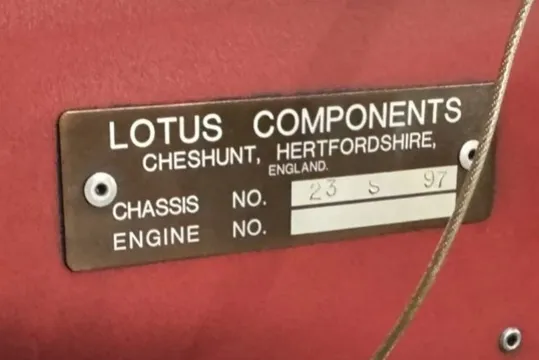 LOTUS COMPONENTS
CHESHUNT, HERTFORDSHIRE,
ENGLAND.
CHASSIS NO. 23 S 97
ENGINE NO.